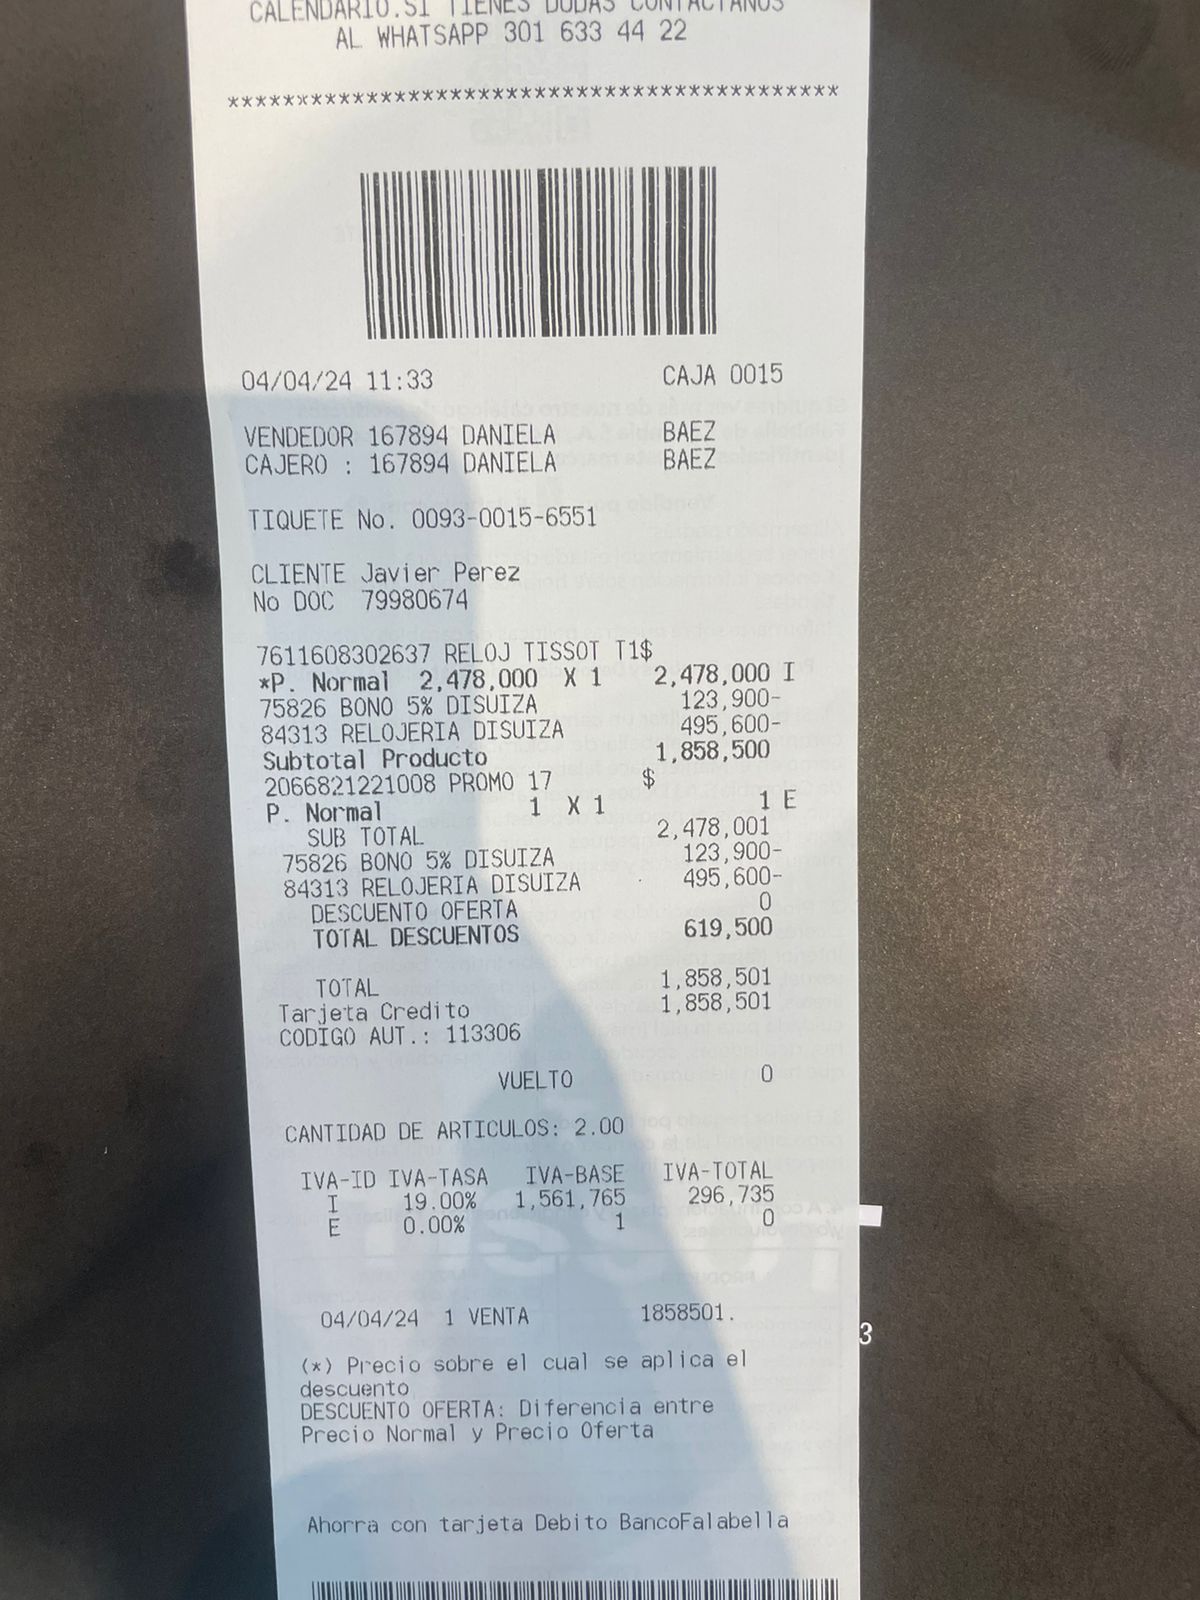 CALENDARIO.SI TIENES DUDAS CONTACTANOS
AL WHATSAPP 301 633 44 22
********************************************
04/04/24 11:33 CAJA 0015
VENDEDOR 167894 DANIELA BAEZ
CAJERO : 167894 DANIELA BAEZ
TIQUETE No. 0093-0015-6551
CLIENTE Javier Perez
No DOC 79980674
7611608302637 RELOJ TISSOT T1$
*P. Normal 2,478,000 X 1 2,478,000 I
75826 BONO 5% DISUIZA 123,900-
84313 RELOJERIA DISUIZA 495,600-
Subtotal Producto 1,858,500
2066821221008 PROMO 17 $
P. Normal 1 X 1 1 E
SUB TOTAL 2,478,001
75826 BONO 5% DISUIZA 123,900-
84313 RELOJERIA DISUIZA 495,600-
DESCUENTO OFERTA 0
TOTAL DESCUENTOS 619,500
TOTAL 1,858,501
Tarjeta Credito 1,858,501
CODIGO AUT.: 113306
VUELTO 0
CANTIDAD DE ARTICULOS: 2.00
IVA-ID IVA-TASA IVA-BASE IVA-TOTAL
I 19.00% 1,561,765 296,735
E 0.00% 1 0
04/04/24 1 VENTA 1858501.
3
(*) Precio sobre el cual se aplica el
descuento
DESCUENTO OFERTA: Diferencia entre
Precio Normal y Precio Oferta
Ahorra con tarjeta Debito BancoFalabella